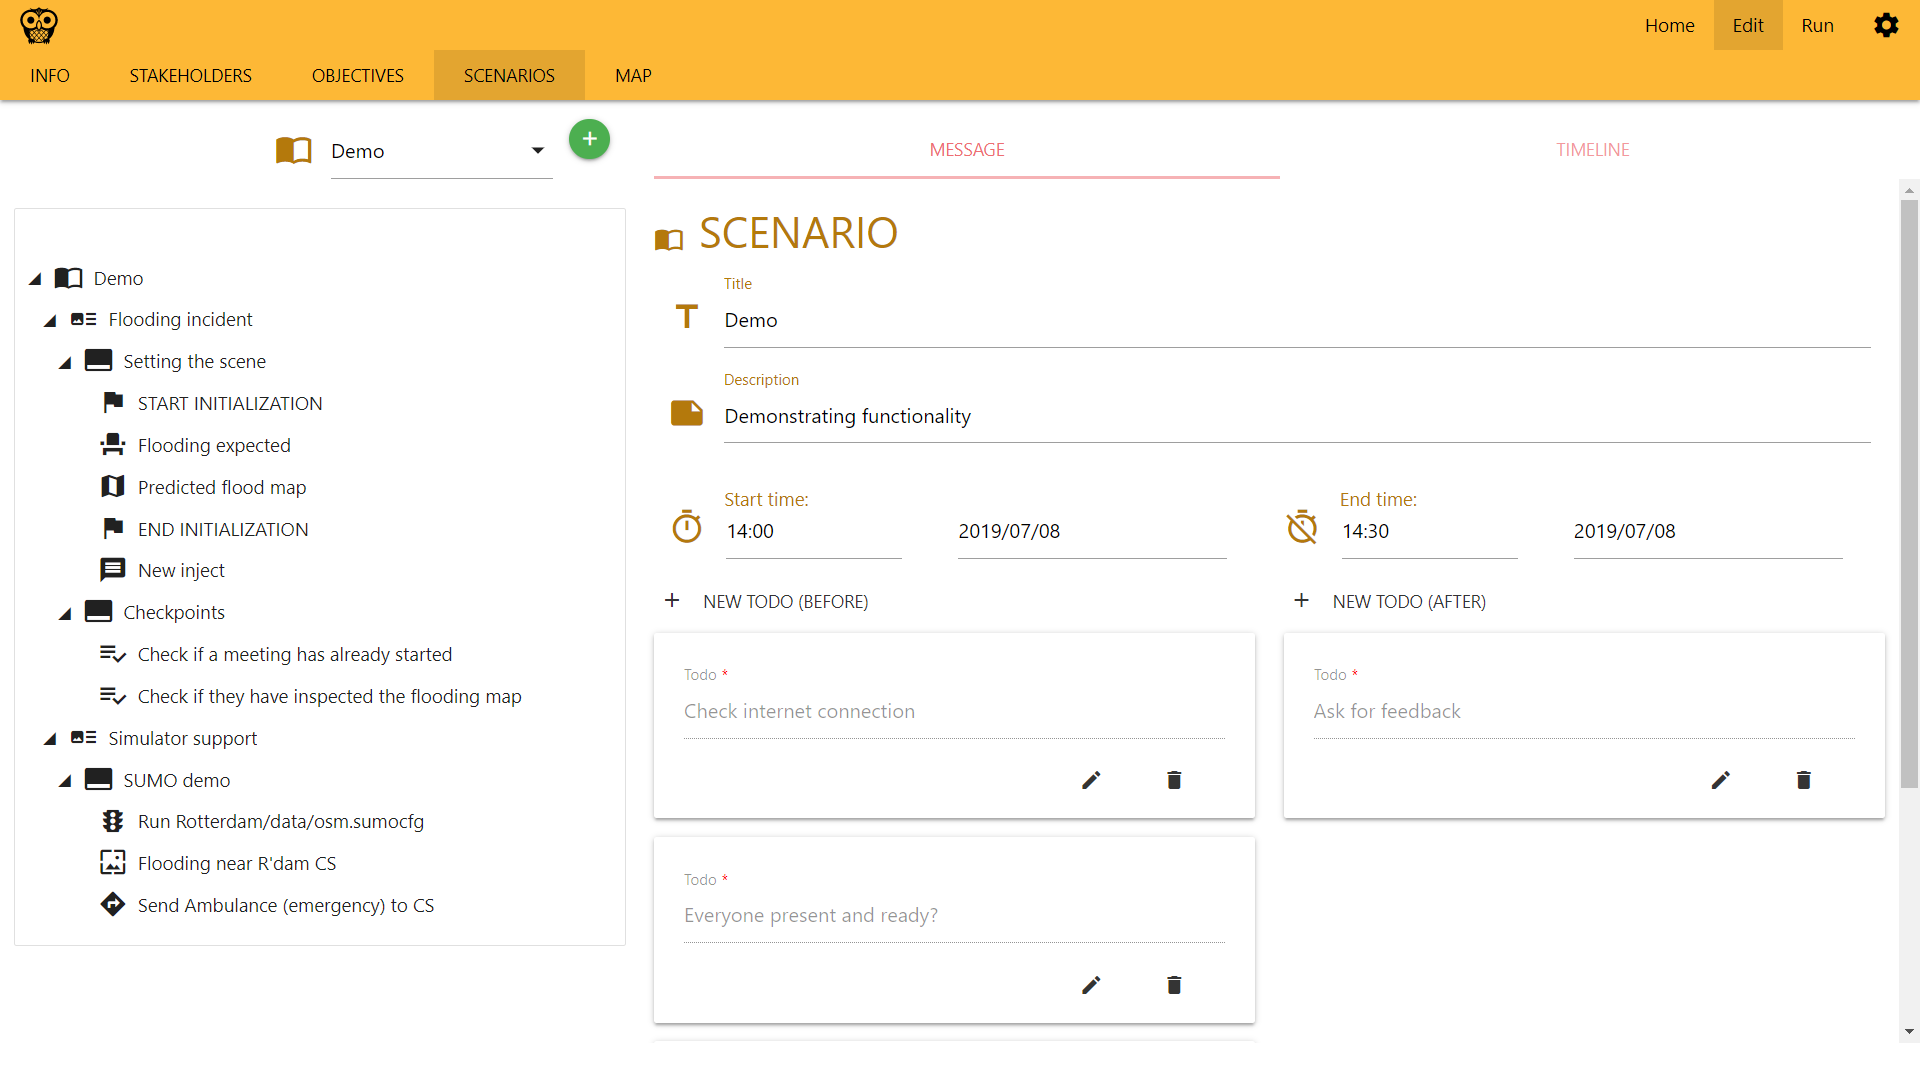 Home Edit Run
INFO STAKEHOLDERS OBJECTIVES SCENARIOS MAP
Demo
MESSAGE TIMELINE
Demo
Flooding incident
Setting the scene
START INITIALIZATION
Flooding expected
Predicted flood map
END INITIALIZATION
New inject
Checkpoints
Check if a meeting has already started
Check if they have inspected the flooding map
Simulator support
SUMO demo
Run Rotterdam/data/osm.sumocfg
Flooding near R'dam CS
Send Ambulance (emergency) to CS
SCENARIO
Title
Demo
Description
Demonstrating functionality
Start time: End time:
14:00 2019/07/08 14:30 2019/07/08
NEW TODO (BEFORE) NEW TODO (AFTER)
Todo *
Check internet connection
Todo *
Ask for feedback
Todo *
Everyone present and ready?